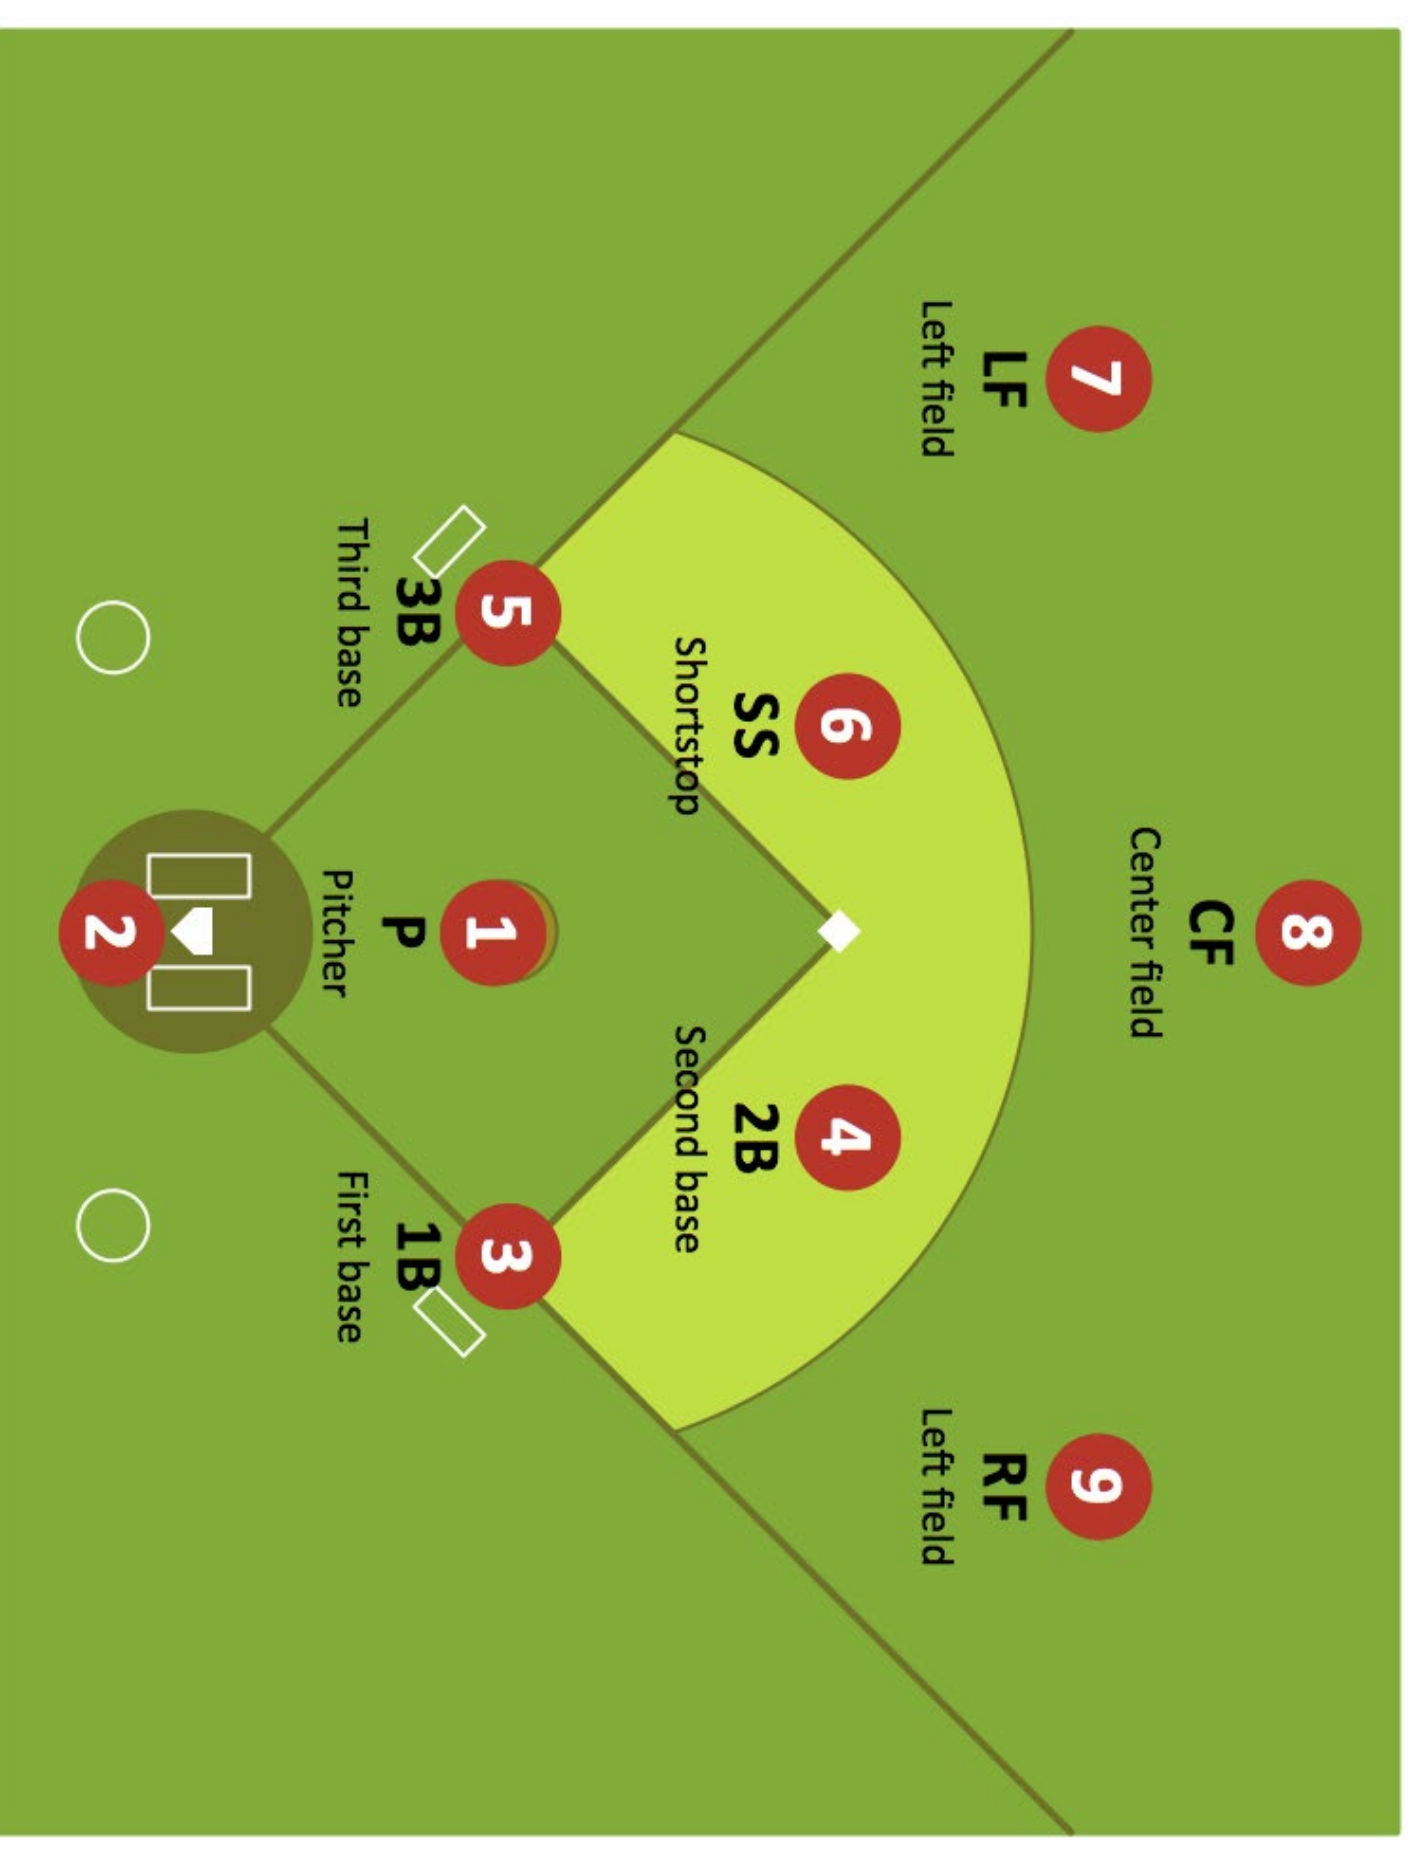 8
CF
Center field
7
LF
Left field
9
RF
Left field
6
SS
Shortstop
4
2B
Second base
5
3B
Third base
1
P
Pitcher
3
1B
First base
2